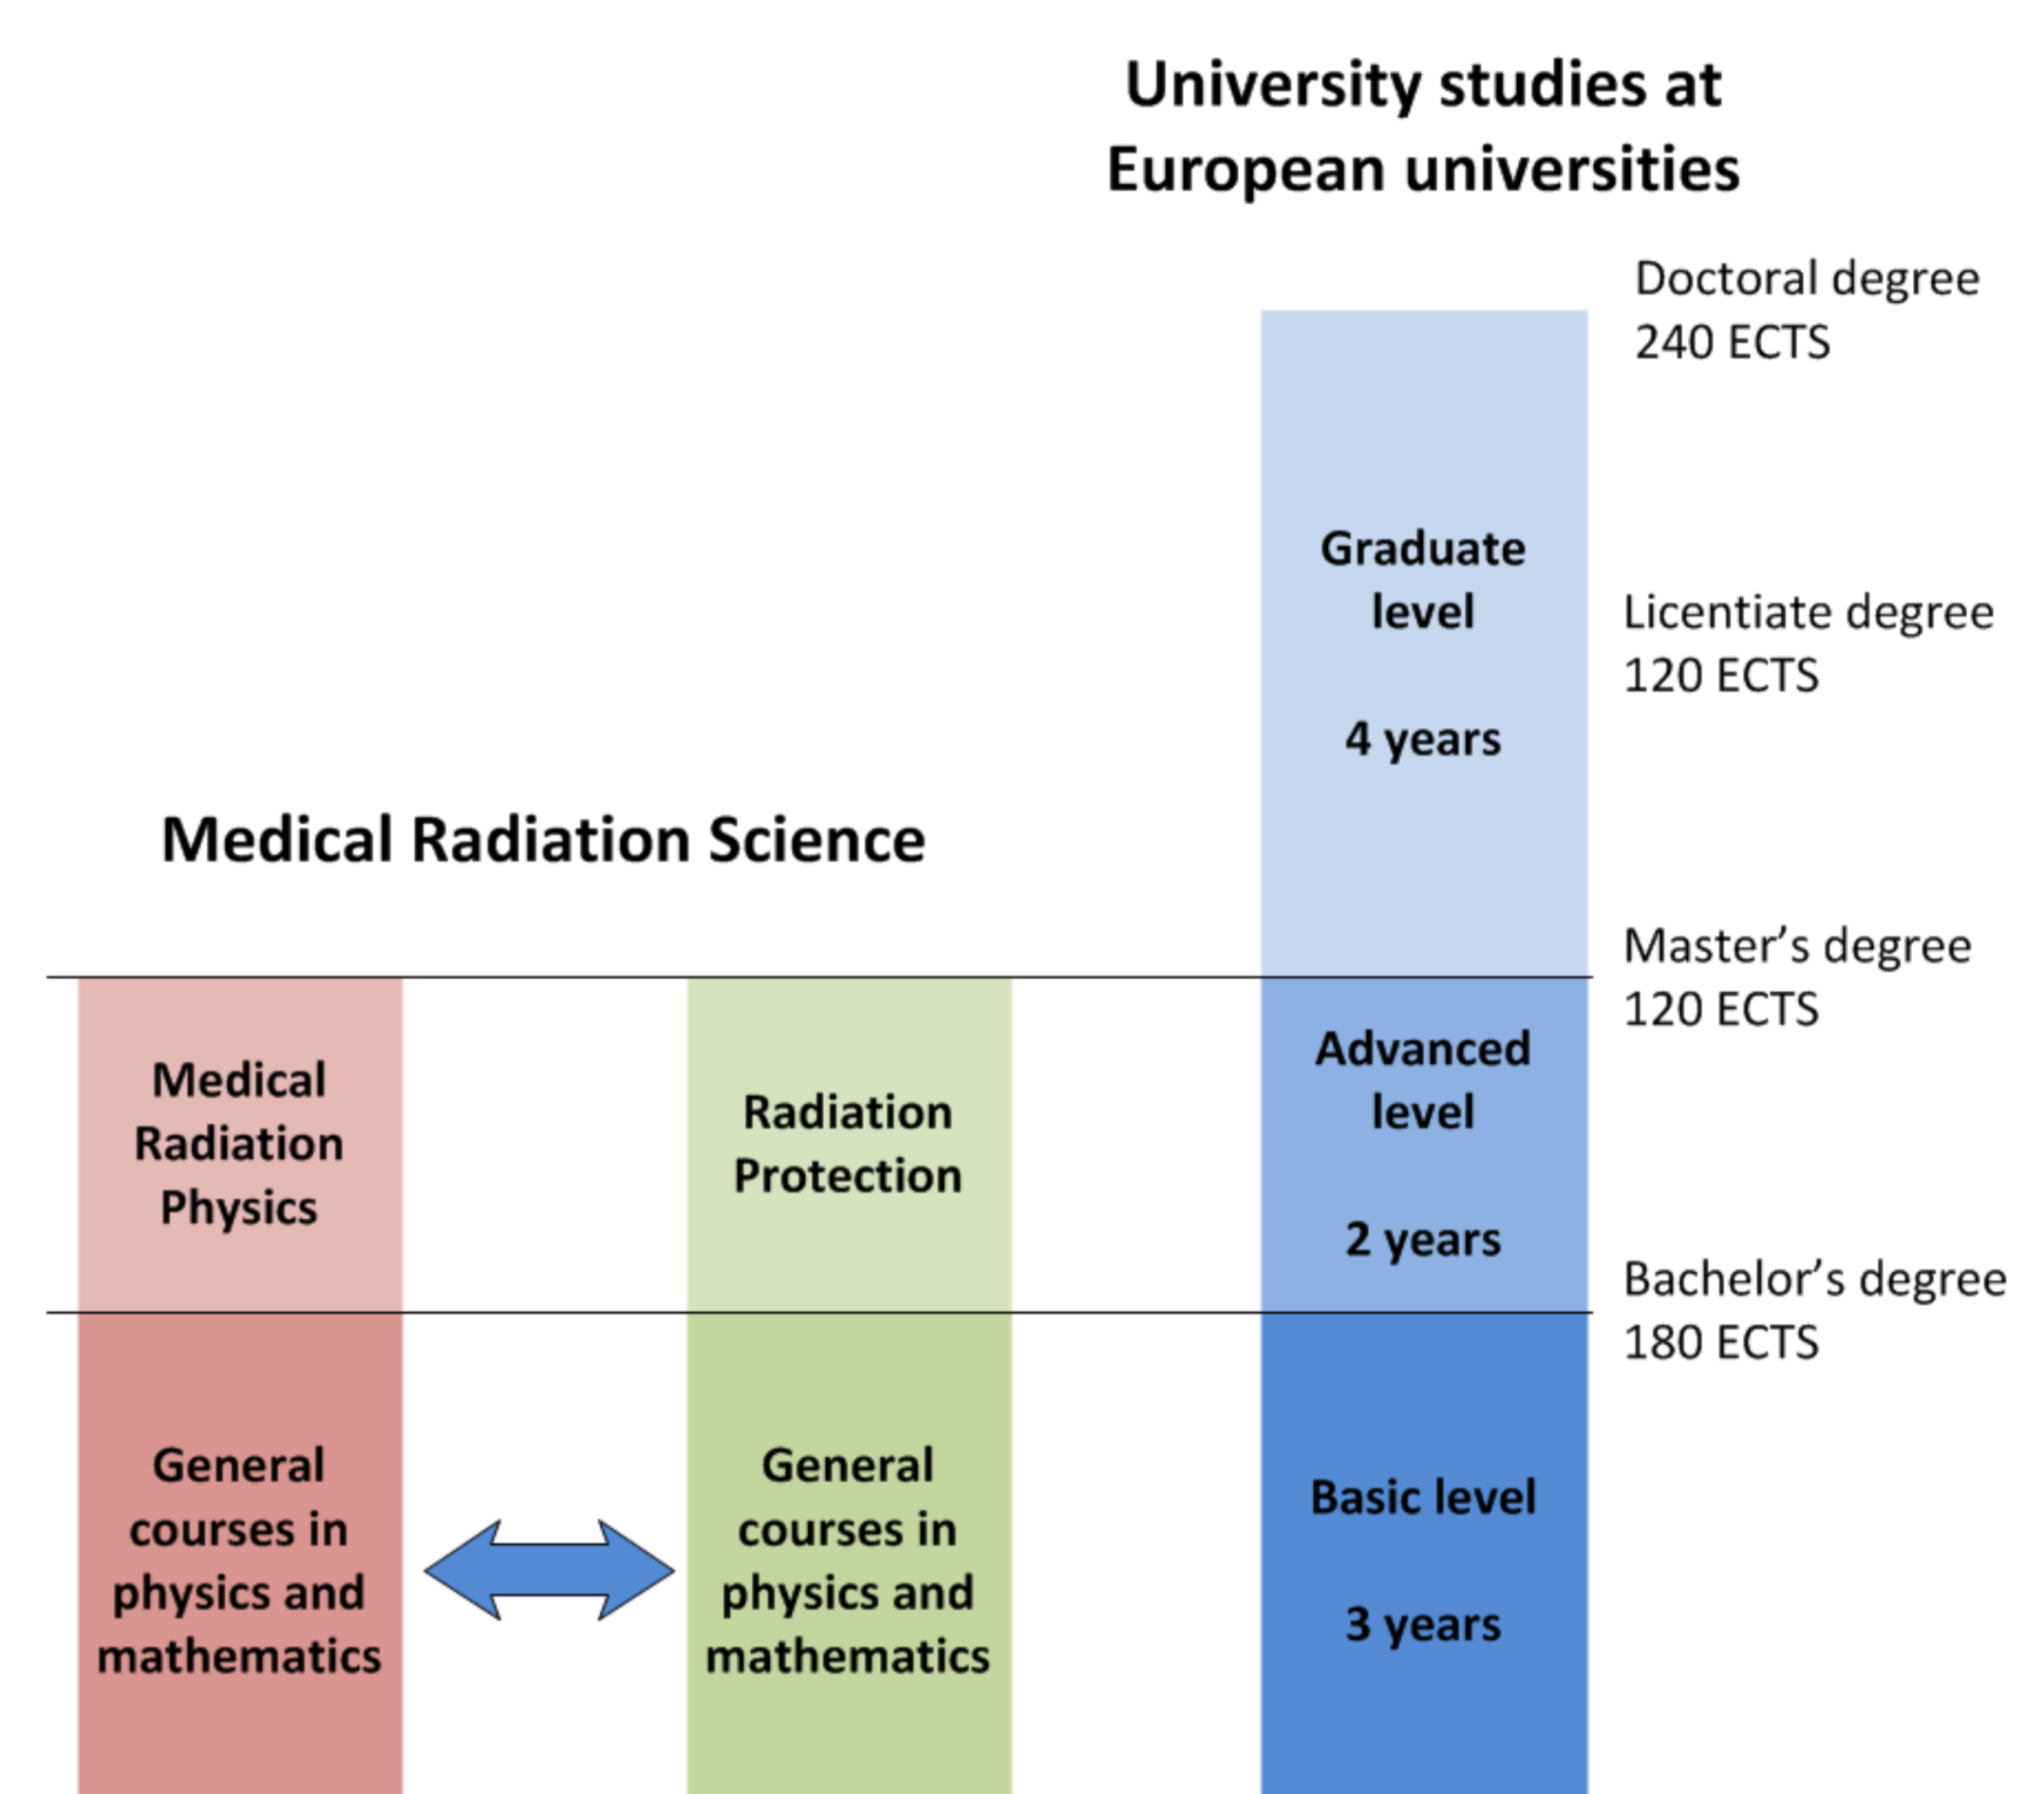 University studies at
European universities
Doctoral degree
240 ECTS
Graduate
level
4 years
Licentiate degree
120 ECTS
Medical Radiation Science
Master’s degree
120 ECTS
Medical
Radiation
Physics
Radiation
Protection
Advanced
level
2 years
Bachelor’s degree
180 ECTS
General
courses in
physics and
mathematics
General
courses in
physics and
mathematics
Basic level
3 years